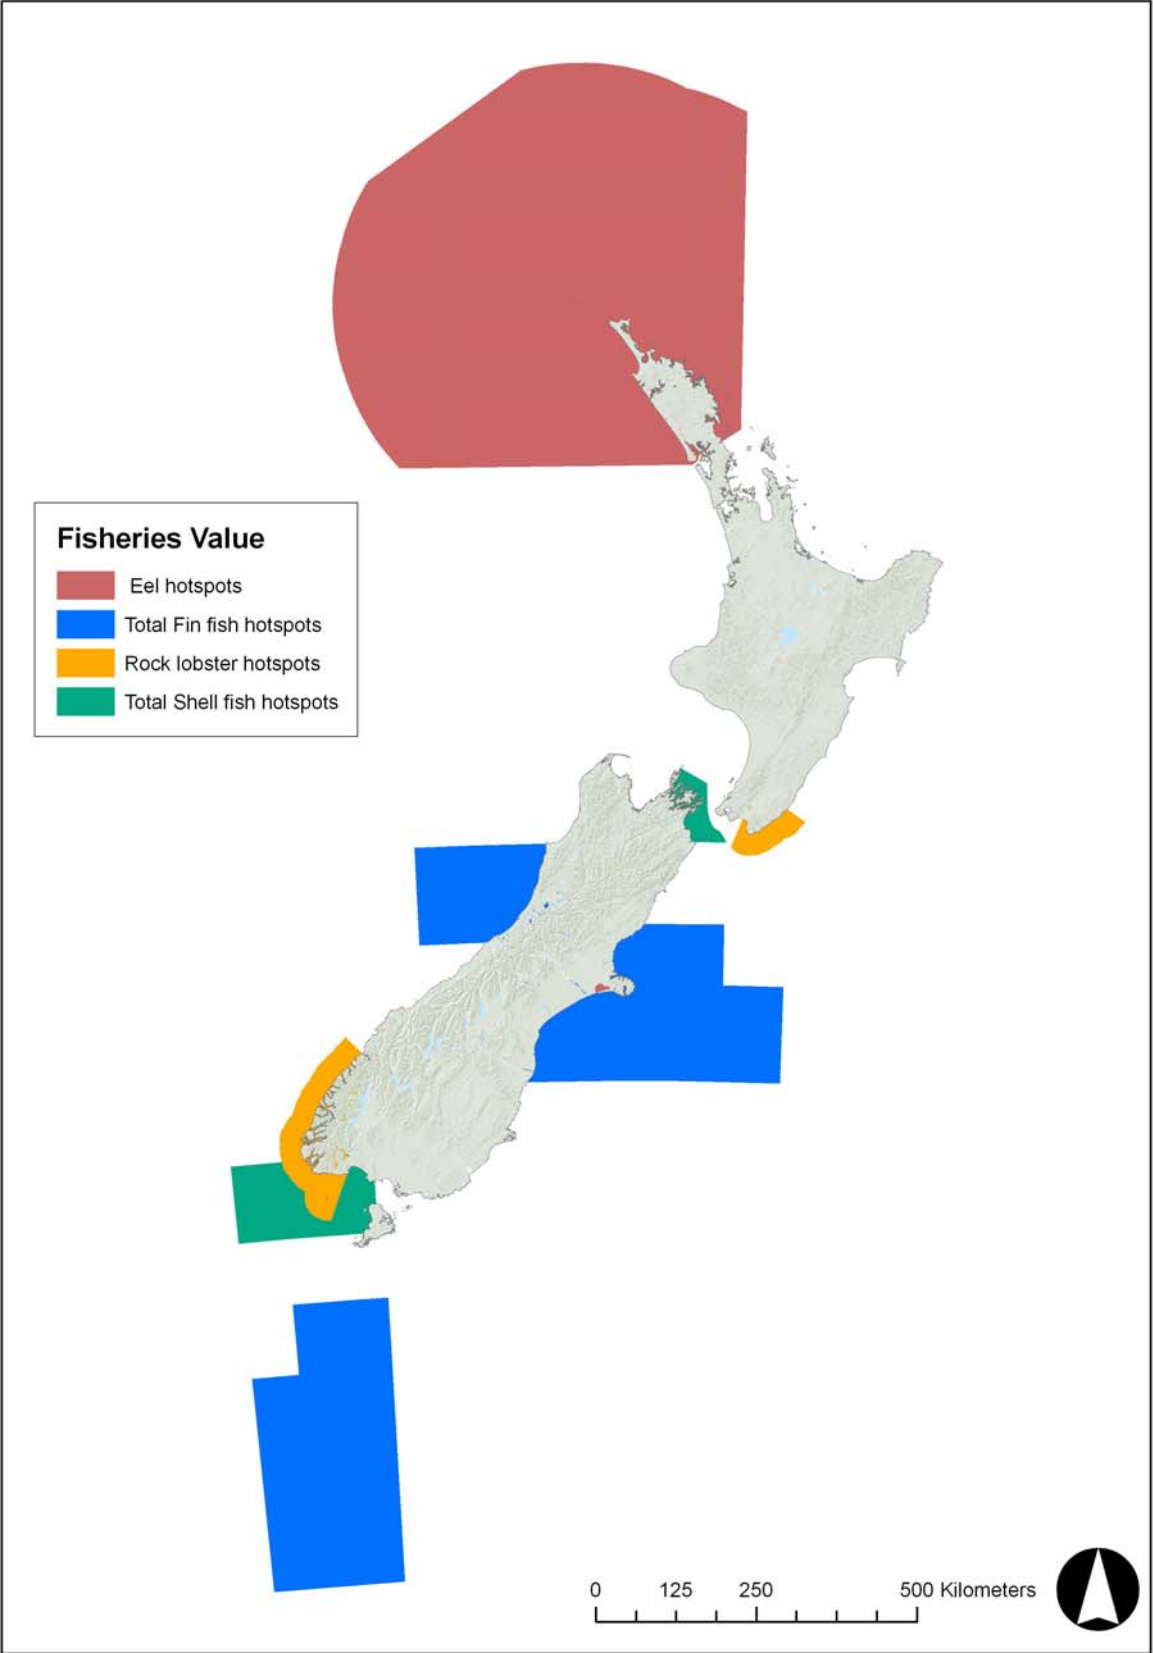 Fisheries Value
Eel hotspots
Total Fin fish hotspots
Rock lobster hotspots
Total Shell fish hotspots
0 125 250 500 Kilometers